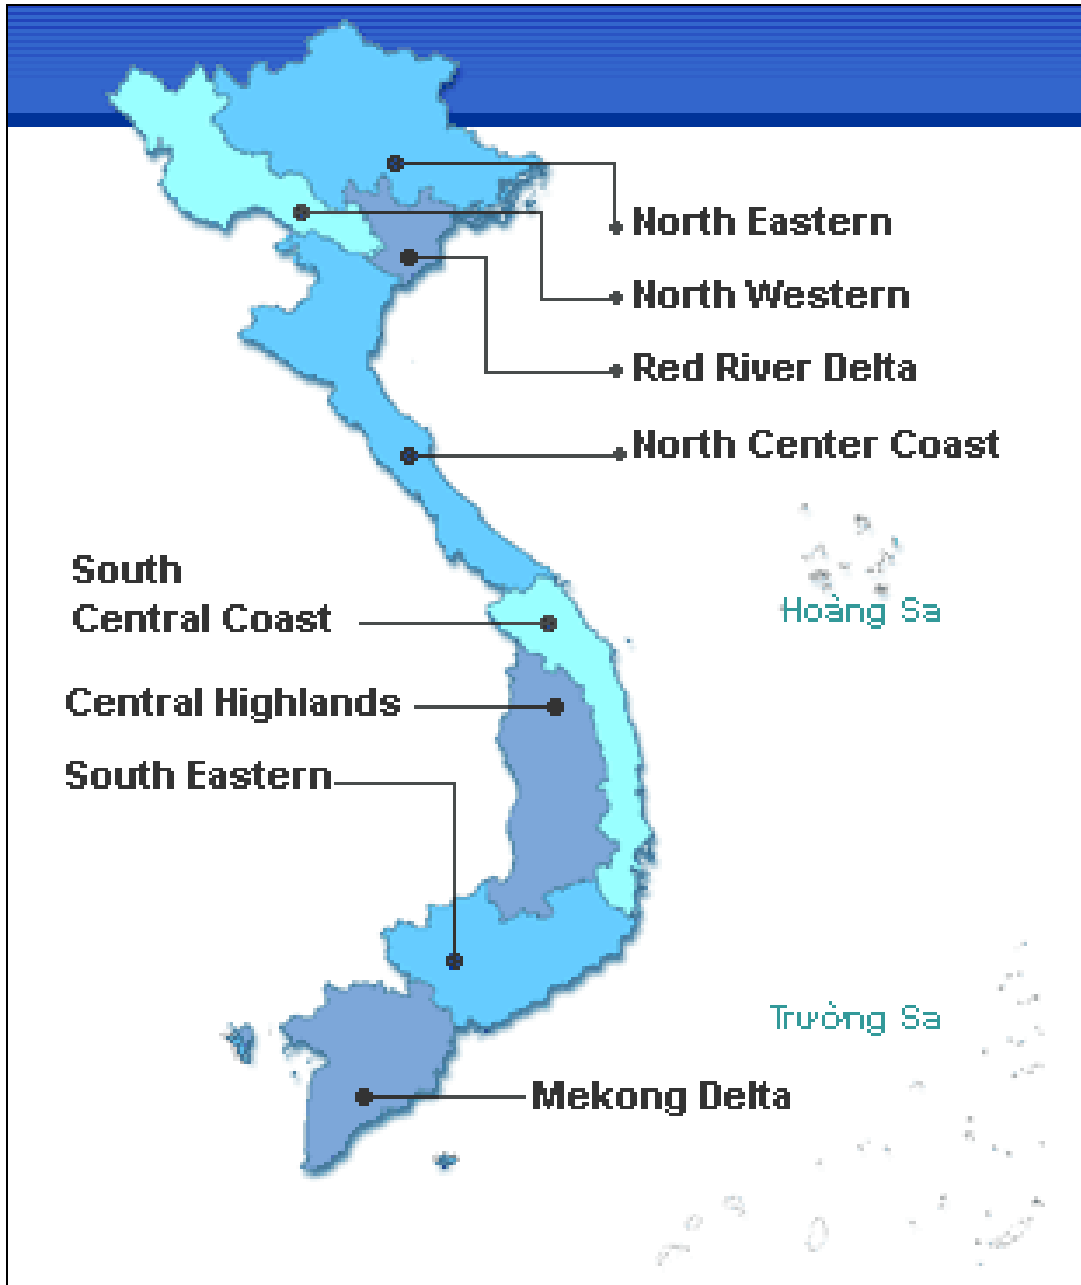 North Eastern
North Western
Red River Delta
North Center Coast
South
Central Coast
Hoàng Sa
Central Highlands
South Eastern
Trường Sa
Mekong Delta